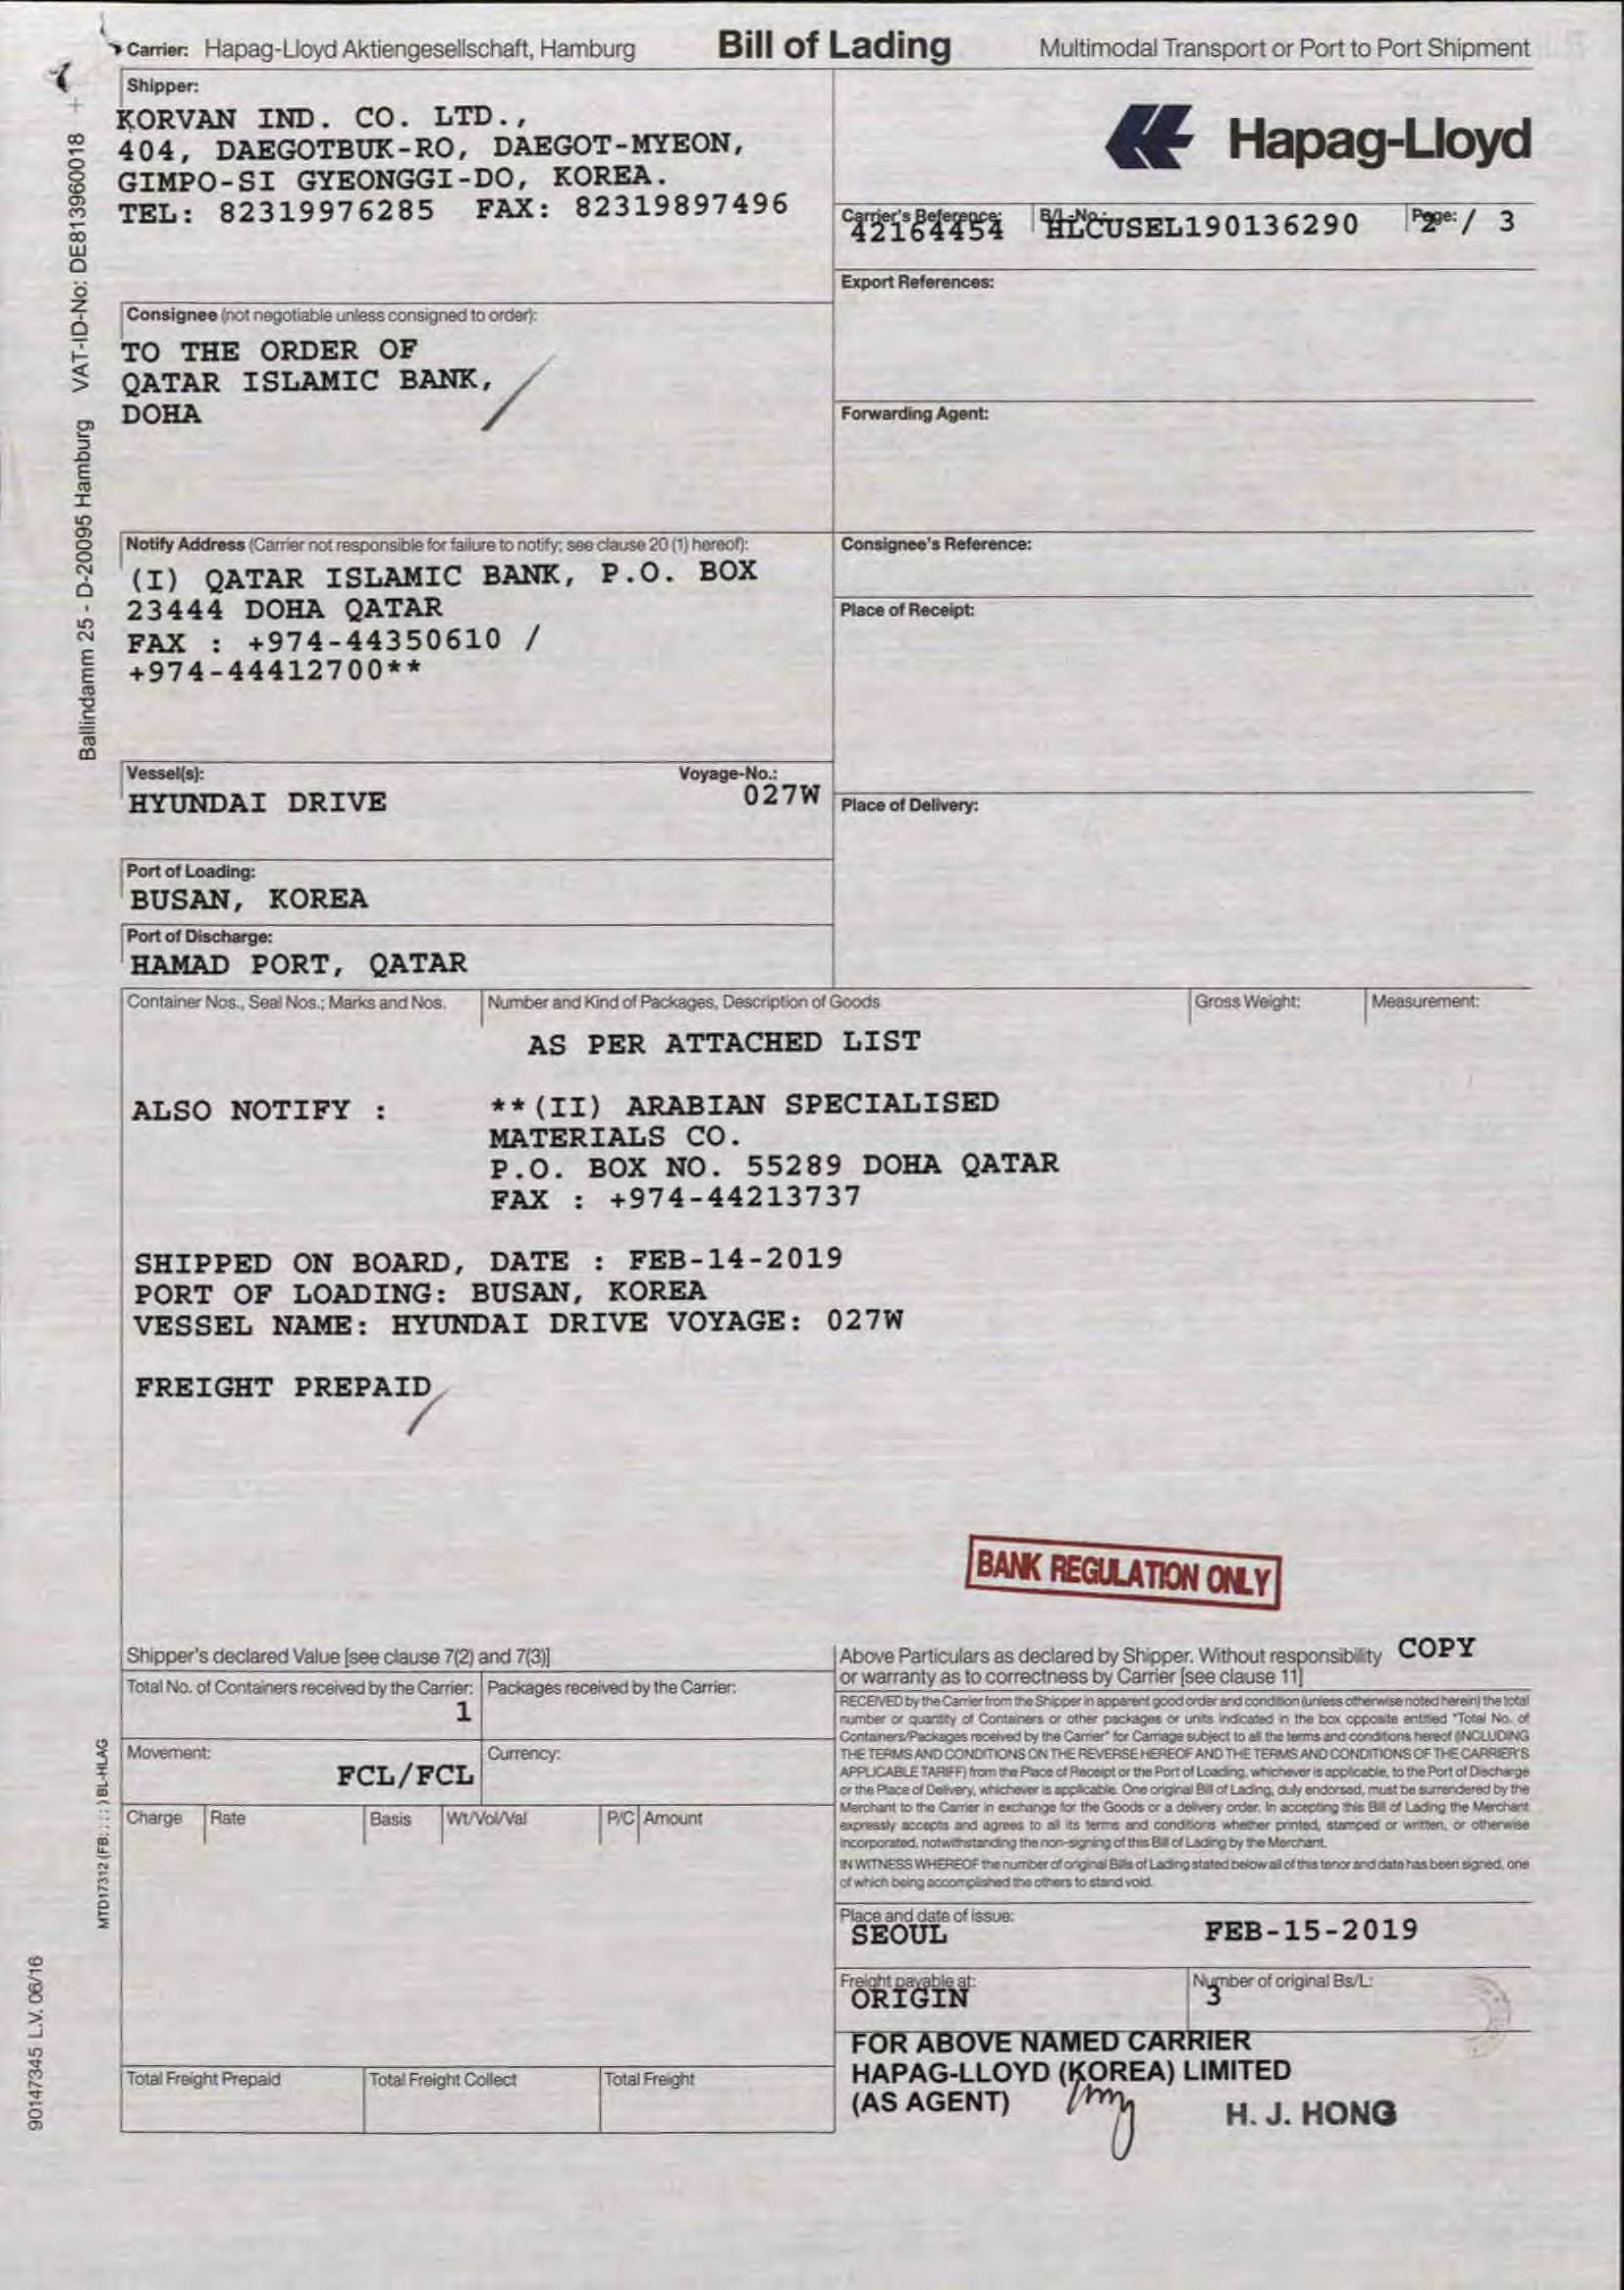 Carrier: Hapag-Lloyd Aktiengesellschaft, Hamburg
Bill of Lading
Multimodal Transport or Port to Port Shipment
Shipper:
KORVAN IND. CO. LTD.,
404, DAEGOTBUK-RO, DAEGOT-MYEON,
GIMPO-SI GYEONGGI-DO, KOREA.
TEL: 82319976285 FAX: 82319897496
Hapag-Lloyd
Carrier's Reference:
42164454
B/L-No.:
HLCUSEL190136290
Page:
2 / 3
Export References:
Consignee (not negotiable unless consigned to order):
TO THE ORDER OF
QATAR ISLAMIC BANK,
DOHA
Forwarding Agent:
Notify Address (Carrier not responsible for failure to notify; see clause 20 (1) hereof):
(I) QATAR ISLAMIC BANK, P.O. BOX
23444 DOHA QATAR
FAX : +974-44350610 /
+974-44412700**
Consignee's Reference:
Place of Receipt:
Vessel(s):
HYUNDAI DRIVE
Voyage-No.:
027W
Place of Delivery:
Port of Loading:
BUSAN, KOREA
Port of Discharge:
HAMAD PORT, QATAR
Container Nos., Seal Nos.; Marks and Nos.
Number and Kind of Packages, Description of Goods
Gross Weight:
Measurement:
AS PER ATTACHED LIST
ALSO NOTIFY : **(II) ARABIAN SPECIALISED
MATERIALS CO.
P.O. BOX NO. 55289 DOHA QATAR
FAX : +974-44213737
SHIPPED ON BOARD, DATE : FEB-14-2019
PORT OF LOADING: BUSAN, KOREA
VESSEL NAME: HYUNDAI DRIVE VOYAGE: 027W
FREIGHT PREPAID
BANK REGULATION ONLY
Shipper's declared Value [see clause 7(2) and 7(3)]
Above Particulars as declared by Shipper. Without responsibility
or warranty as to correctness by Carrier [see clause 11]
COPY
Total No. of Containers received by the Carrier:
1
Packages received by the Carrier:
Movement:
FCL/FCL
Currency:
Charge
Rate
Basis
Wt/Vol/Val
P/C
Amount
RECEIVED by the Carrier from the Shipper in apparent good order and condition (unless otherwise noted herein) the total
number or quantity of Containers or other packages or units indicated in the box opposite entitled "Total No. of
Containers/Packages received by the Carrier" for Carriage subject to all the terms and conditions hereof (INCLUDING
THE TERMS AND CONDITIONS ON THE REVERSE HEREOF AND THE TERMS AND CONDITIONS OF THE CARRIER'S
APPLICABLE TARIFF) from the Place of Receipt or the Port of Loading, whichever is applicable, to the Port of Discharge
or the Place of Delivery, whichever is applicable. One original Bill of Lading, duly endorsed, must be surrendered by the
Merchant to the Carrier in exchange for the Goods or a delivery order. In accepting this Bill of Lading the Merchant
expressly accepts and agrees to all its terms and conditions whether printed, stamped or written, or otherwise
incorporated, notwithstanding the non-signing of this Bill of Lading by the Merchant.
IN WITNESS WHEREOF the number of original Bills of Lading stated below all of this tenor and date has been signed, one
of which being accomplished the others to stand void.
Place and date of issue:
SEOUL FEB-15-2019
Freight payable at:
ORIGIN
Number of original Bs/L:
3
FOR ABOVE NAMED CARRIER
HAPAG-LLOYD (KOREA) LIMITED
(AS AGENT)
H. J. HONG
Total Freight Prepaid
Total Freight Collect
Total Freight
Ballindamm 25 - D-20095 Hamburg VAT-ID-No: DE813960018
MTD17312 (FB: ; ; ; ) BL-HLAG
90147345 L.V. 06/16